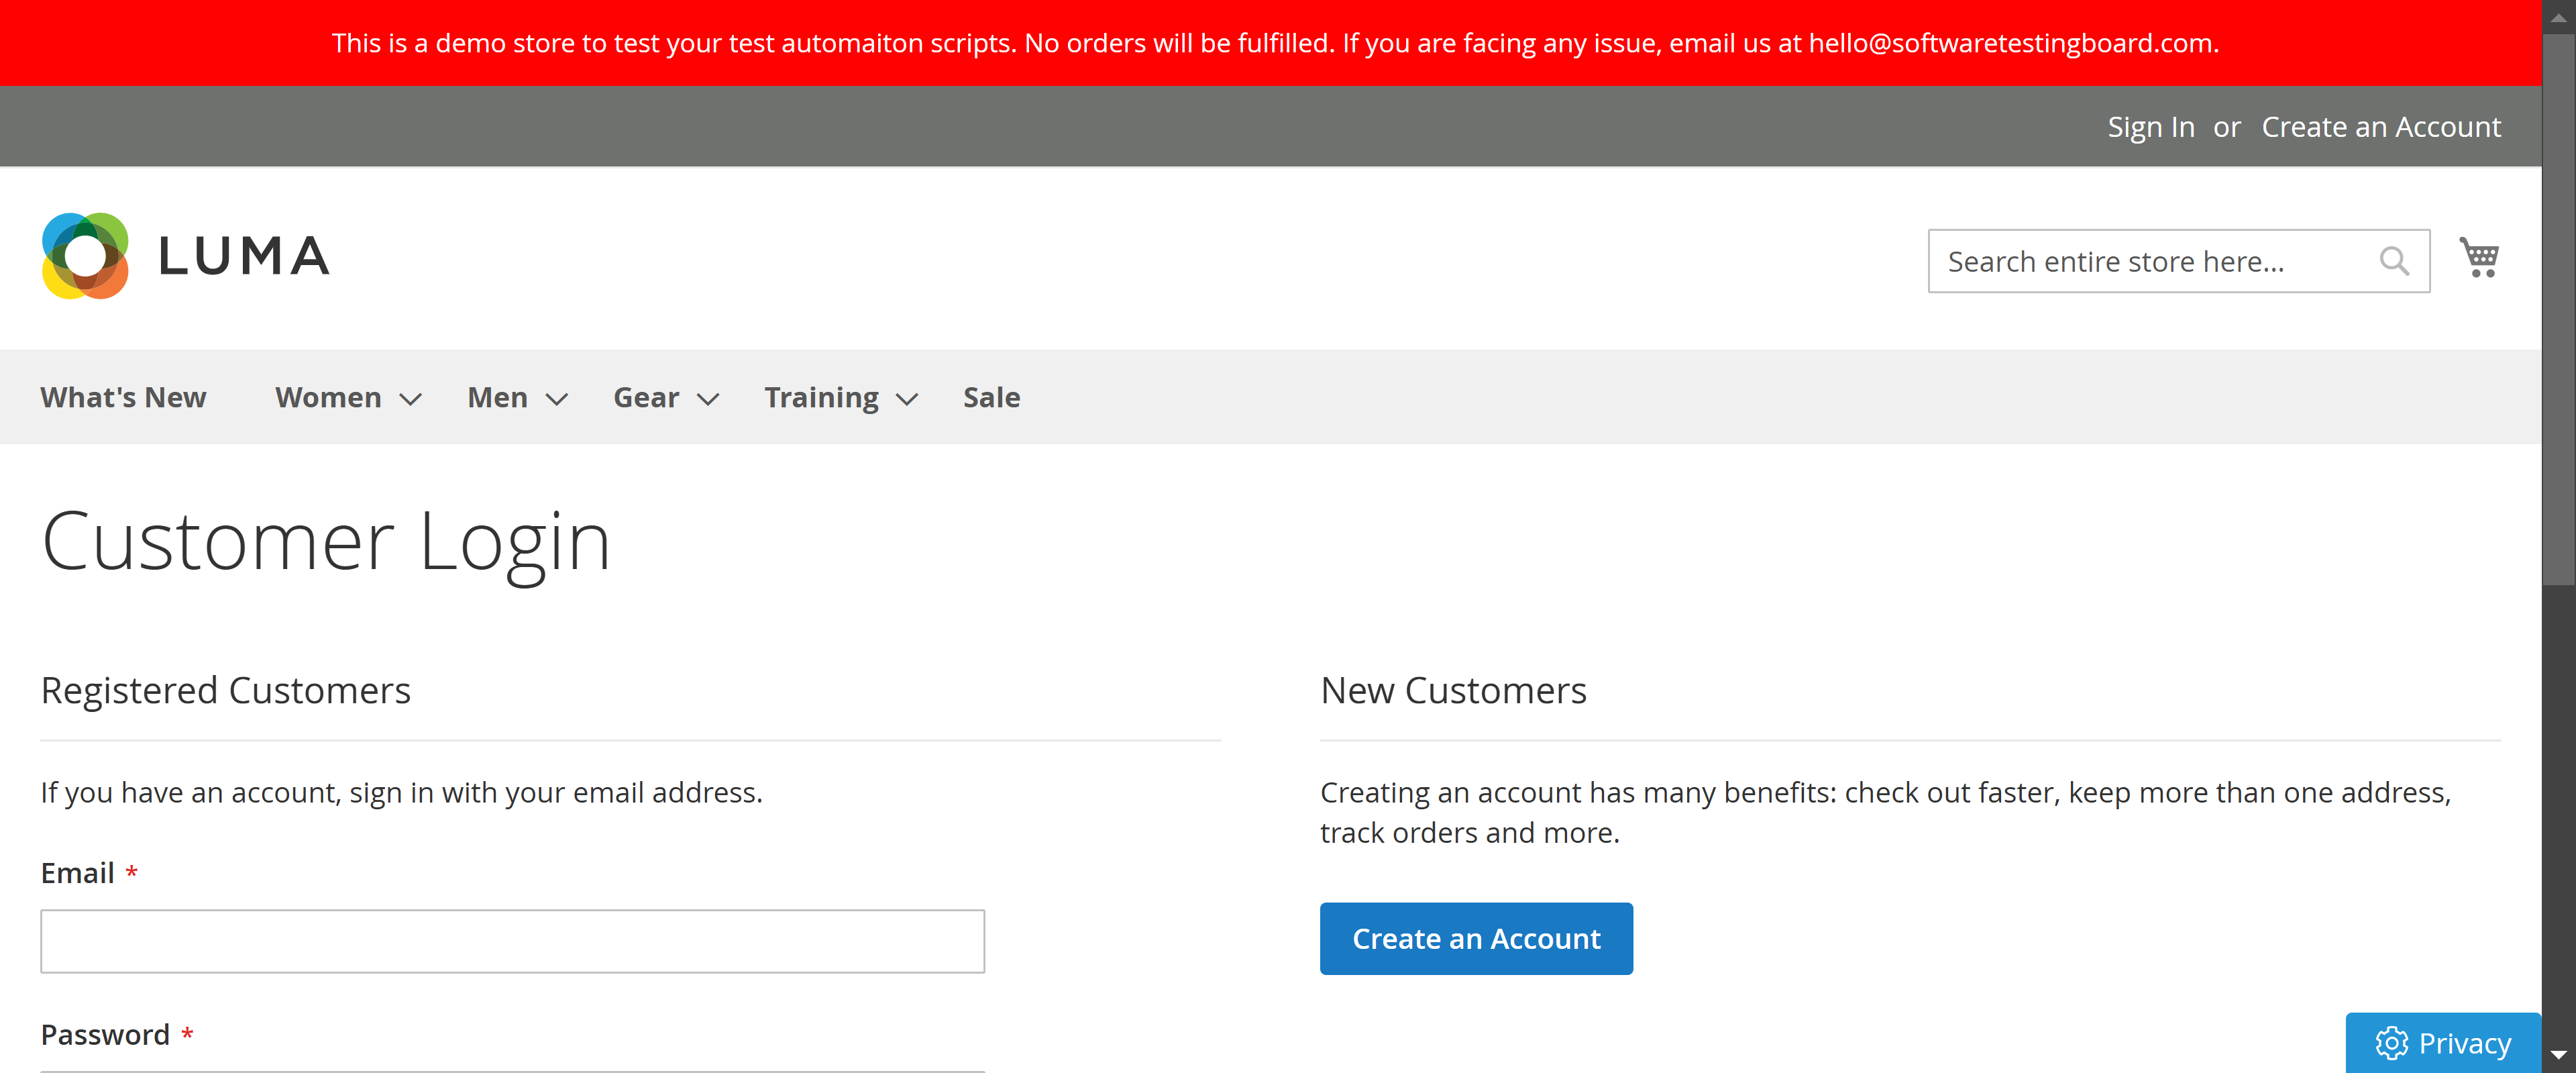 This is a demo store to test your test automaiton scripts. No orders will be fulfilled. If you are facing any issue, email us at hello@softwaretestingboard.com.
Sign In or Create an Account
LUMA
Search entire store here...
What's New Women Men Gear Training Sale
Customer Login
Registered Customers
If you have an account, sign in with your email address.
Email *
Password *
New Customers
Creating an account has many benefits: check out faster, keep more than one address,
track orders and more.
Create an Account
Privacy